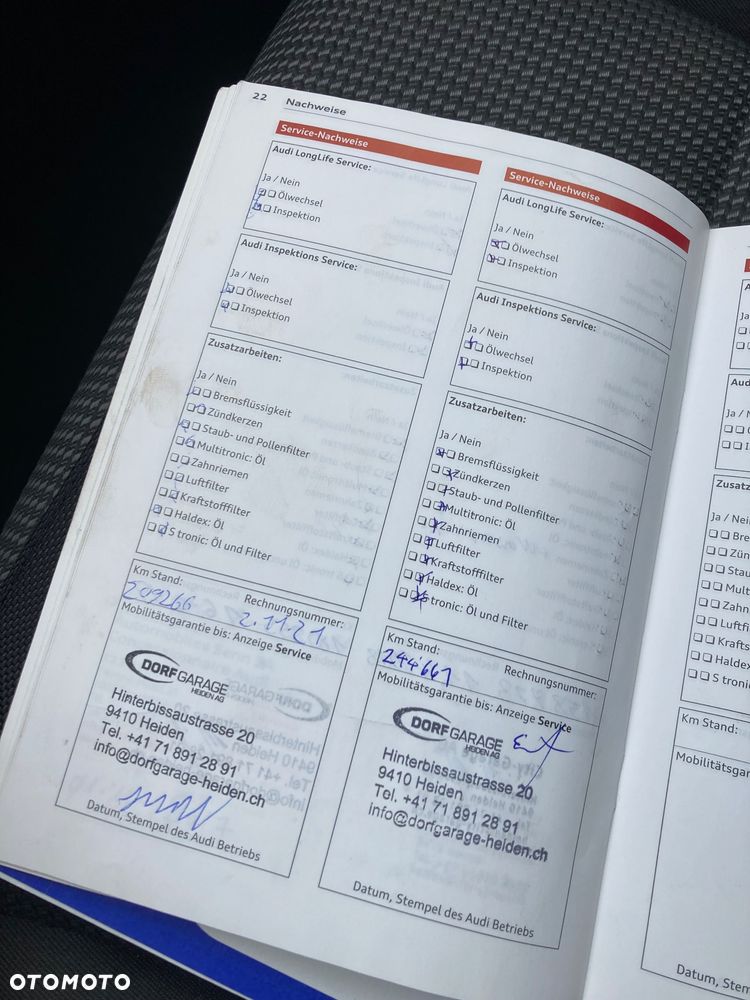 22 Nachweise
Service-Nachweise
Audi LongLife Service:
Ja / Nein
Ölwechsel
Inspektion
Audi Inspektions Service:
Ja / Nein
Ölwechsel
Inspektion
Zusatzarbeiten:
Ja / Nein
Bremsflüssigkeit
Zündkerzen
Staub- und Pollenfilter
Multitronic: Öl
Zahnriemen
Luftfilter
Kraftstofffilter
Haldex: Öl
S tronic: Öl und Filter
Km Stand: Rechnungsnummer:
209266 2.11.21
Mobilitätsgarantie bis: Anzeige Service
DORFGARAGE
HEIDEN AG
Hinterbissaustrasse 20
9410 Heiden
Tel. +41 71 891 28 91
info@dorfgarage-heiden.ch
Datum, Stempel des Audi Betriebs
Service-Nachweise
Audi LongLife Service:
Ja / Nein
Ölwechsel
Inspektion
Audi Inspektions Service:
Ja / Nein
Ölwechsel
Inspektion
Zusatzarbeiten:
Ja / Nein
Bremsflüssigkeit
Zündkerzen
Staub- und Pollenfilter
Multitronic: Öl
Zahnriemen
Luftfilter
Kraftstofffilter
Haldex: Öl
S tronic: Öl und Filter
Km Stand: Rechnungsnummer:
244661
Mobilitätsgarantie bis: Anzeige Service
DORFGARAGE
HEIDEN AG
Hinterbissaustrasse 20
9410 Heiden
Tel. +41 71 891 28 91
info@dorfgarage-heiden.ch
Datum, Stempel des Audi Betriebs
Km Stand:
Mobilitätsga
Datum, Stem
OTOMOTO